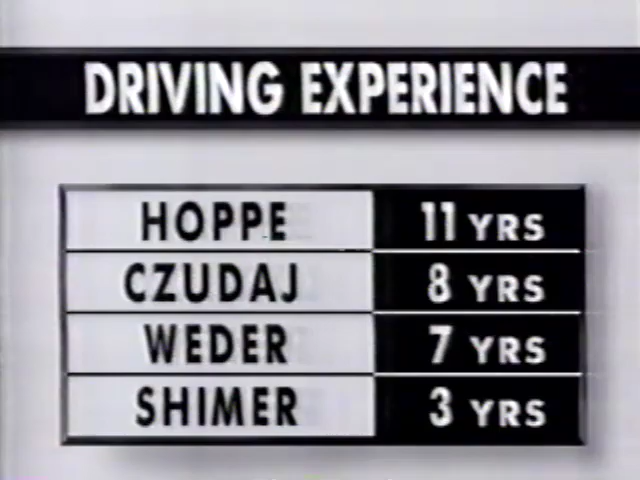 DRIVING EXPERIENCE
HOPPE 11 YRS
CZUDAJ 8 YRS
WEDER 7 YRS
SHIMER 3 YRS